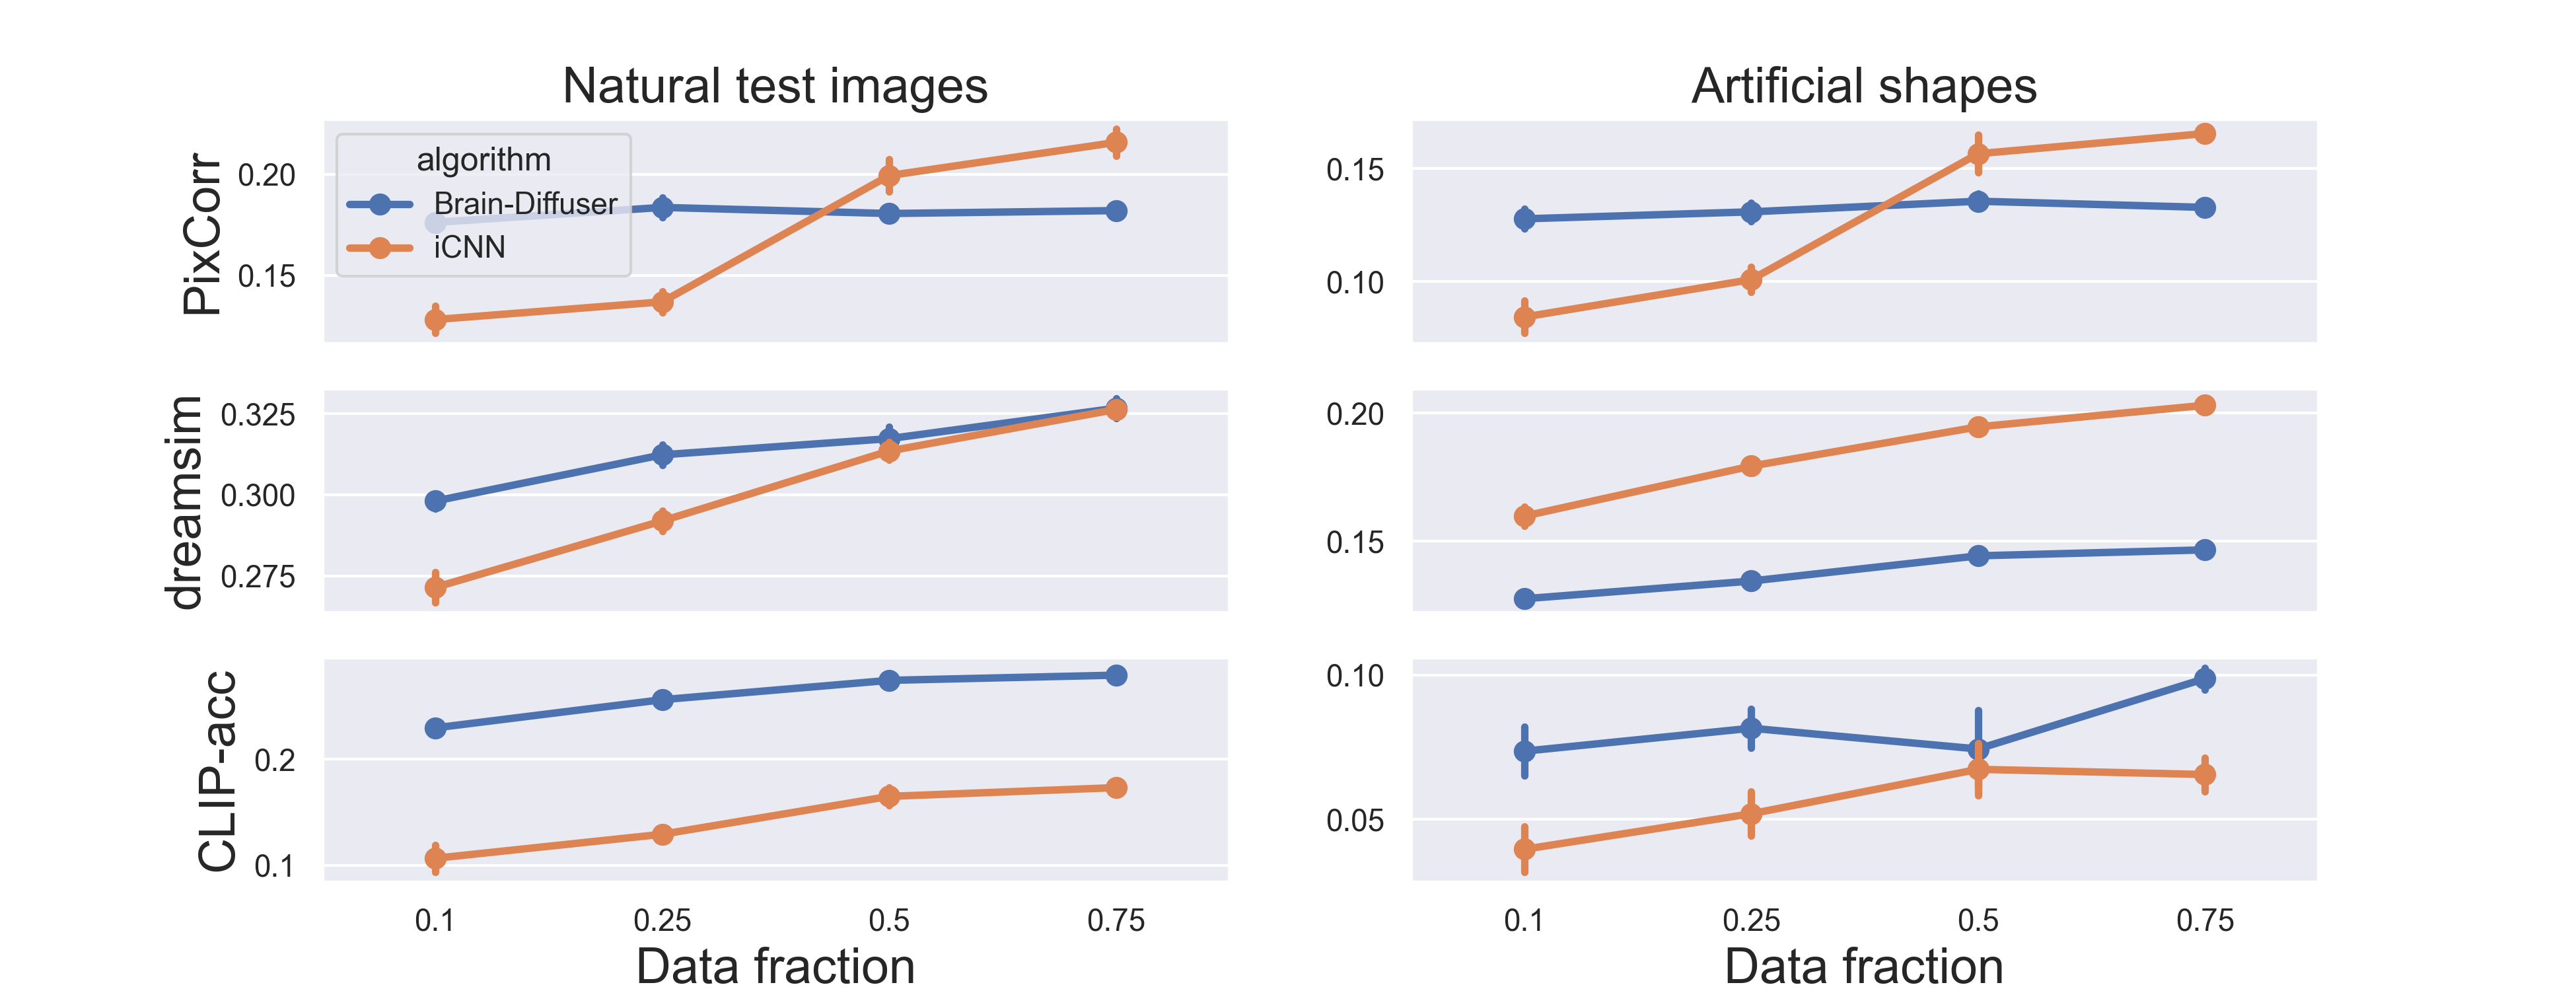 Natural test images
Artificial shapes
PixCorr
0.20
0.15
algorithm
Brain-Diffuser
iCNN
0.15
0.10
dreamsim
0.325
0.300
0.275
0.20
0.15
CLIP-acc
0.2
0.1
0.10
0.05
0.1 0.25 0.5 0.75
Data fraction
0.1 0.25 0.5 0.75
Data fraction